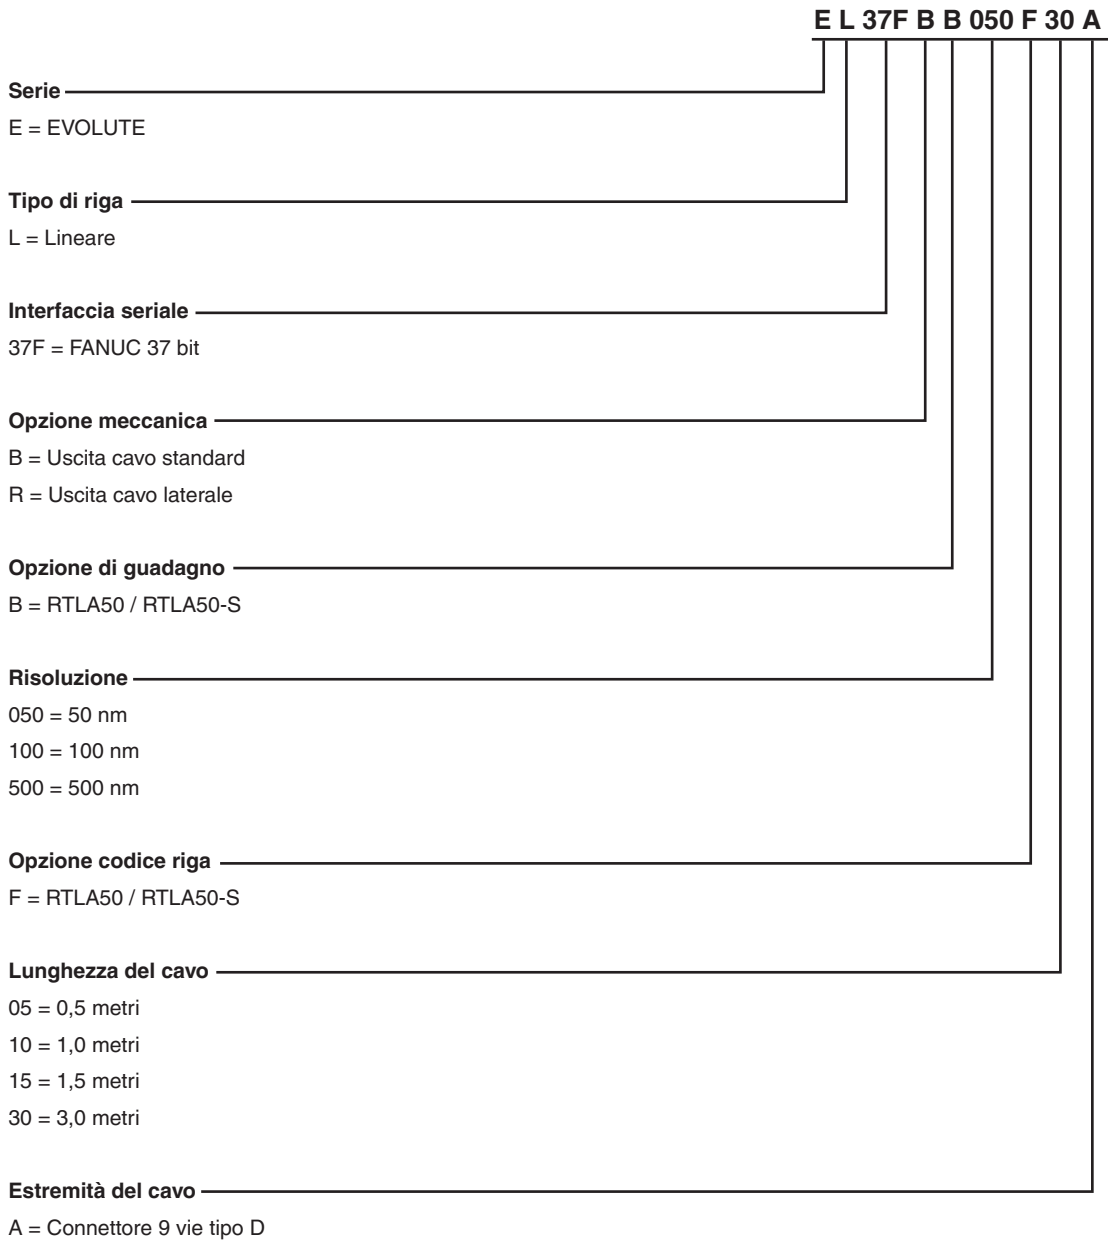 E L 37F B B 050 F 30 A
Serie
E = EVOLUTE
Tipo di riga
L = Lineare
Interfaccia seriale
37F = FANUC 37 bit
Opzione meccanica
B = Uscita cavo standard
R = Uscita cavo laterale
Opzione di guadagno
B = RTLA50 / RTLA50-S
Risoluzione
050 = 50 nm
100 = 100 nm
500 = 500 nm
Opzione codice riga
F = RTLA50 / RTLA50-S
Lunghezza del cavo
05 = 0,5 metri
10 = 1,0 metri
15 = 1,5 metri
30 = 3,0 metri
Estremità del cavo
A = Connettore 9 vie tipo D